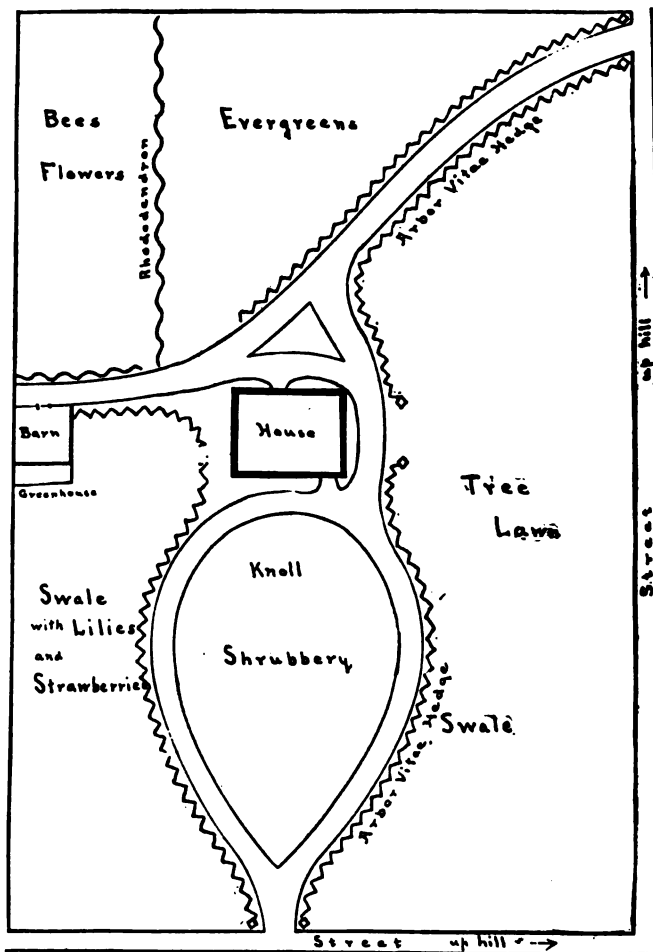 Bees
Flowers
Rhododendron
Evergreens
Arbor Vitae Hedge
up hill
Street
Barn
Greenhouse
House
Tree
Lawn
Knoll
Shrubbery
Swale
with Lilies
and
Strawberries
Arbor Vitae Hedge
Swale
Street up hill